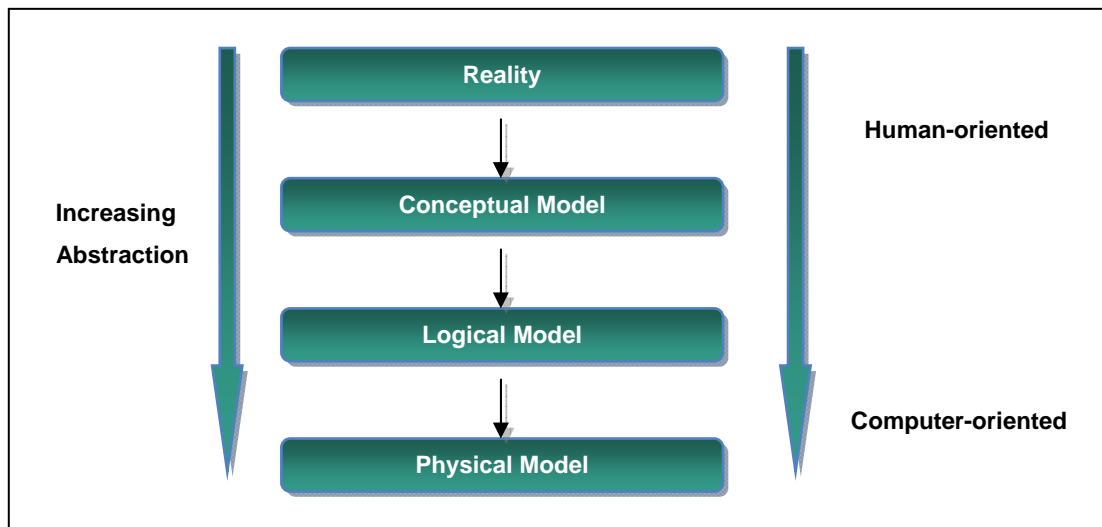 Reality
Human-oriented
Conceptual Model
Increasing
Abstraction
Logical Model
Computer-oriented
Physical Model